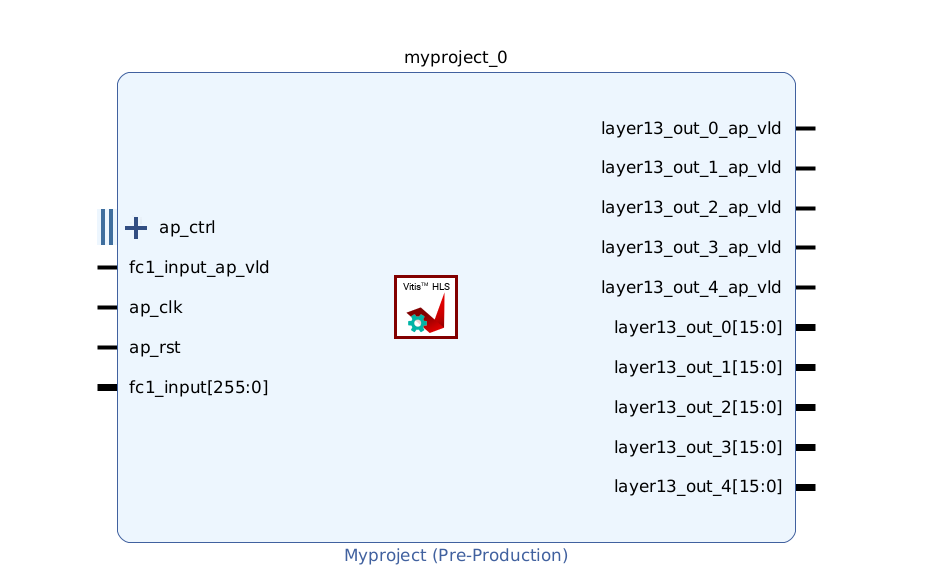 myproject_0
ap_ctrl
fc1_input_ap_vld
ap_clk
ap_rst
fc1_input[255:0]
Vitis™ HLS
layer13_out_0_ap_vld
layer13_out_1_ap_vld
layer13_out_2_ap_vld
layer13_out_3_ap_vld
layer13_out_4_ap_vld
layer13_out_0[15:0]
layer13_out_1[15:0]
layer13_out_2[15:0]
layer13_out_3[15:0]
layer13_out_4[15:0]
Myproject (Pre-Production)